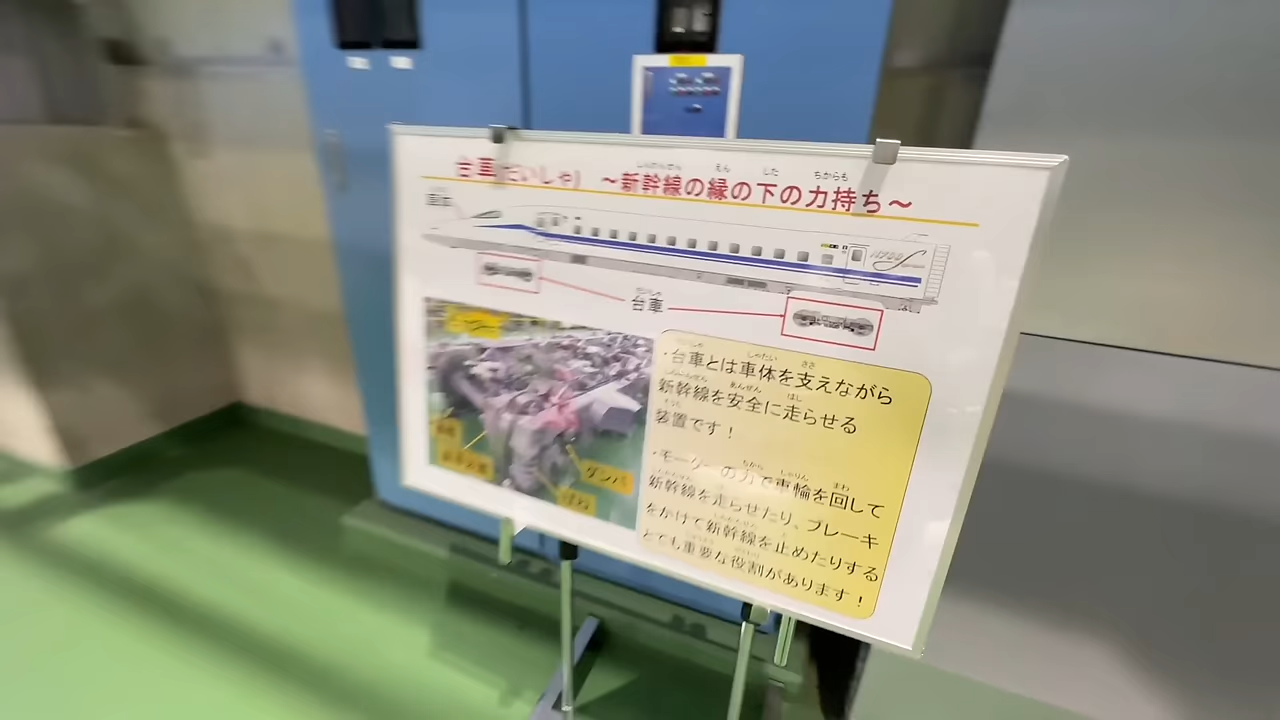 台車(だいしゃ) ~新幹線の縁の下の力持ち~
台車
ダンパ
ばね
・台車とは車体を支えながら
新幹線を安全に走らせる
装置です!
・モーターの力で車輪を回して
新幹線を走らせたり、ブレーキ
をかけて新幹線を止めたりする
とても重要な役割があります!